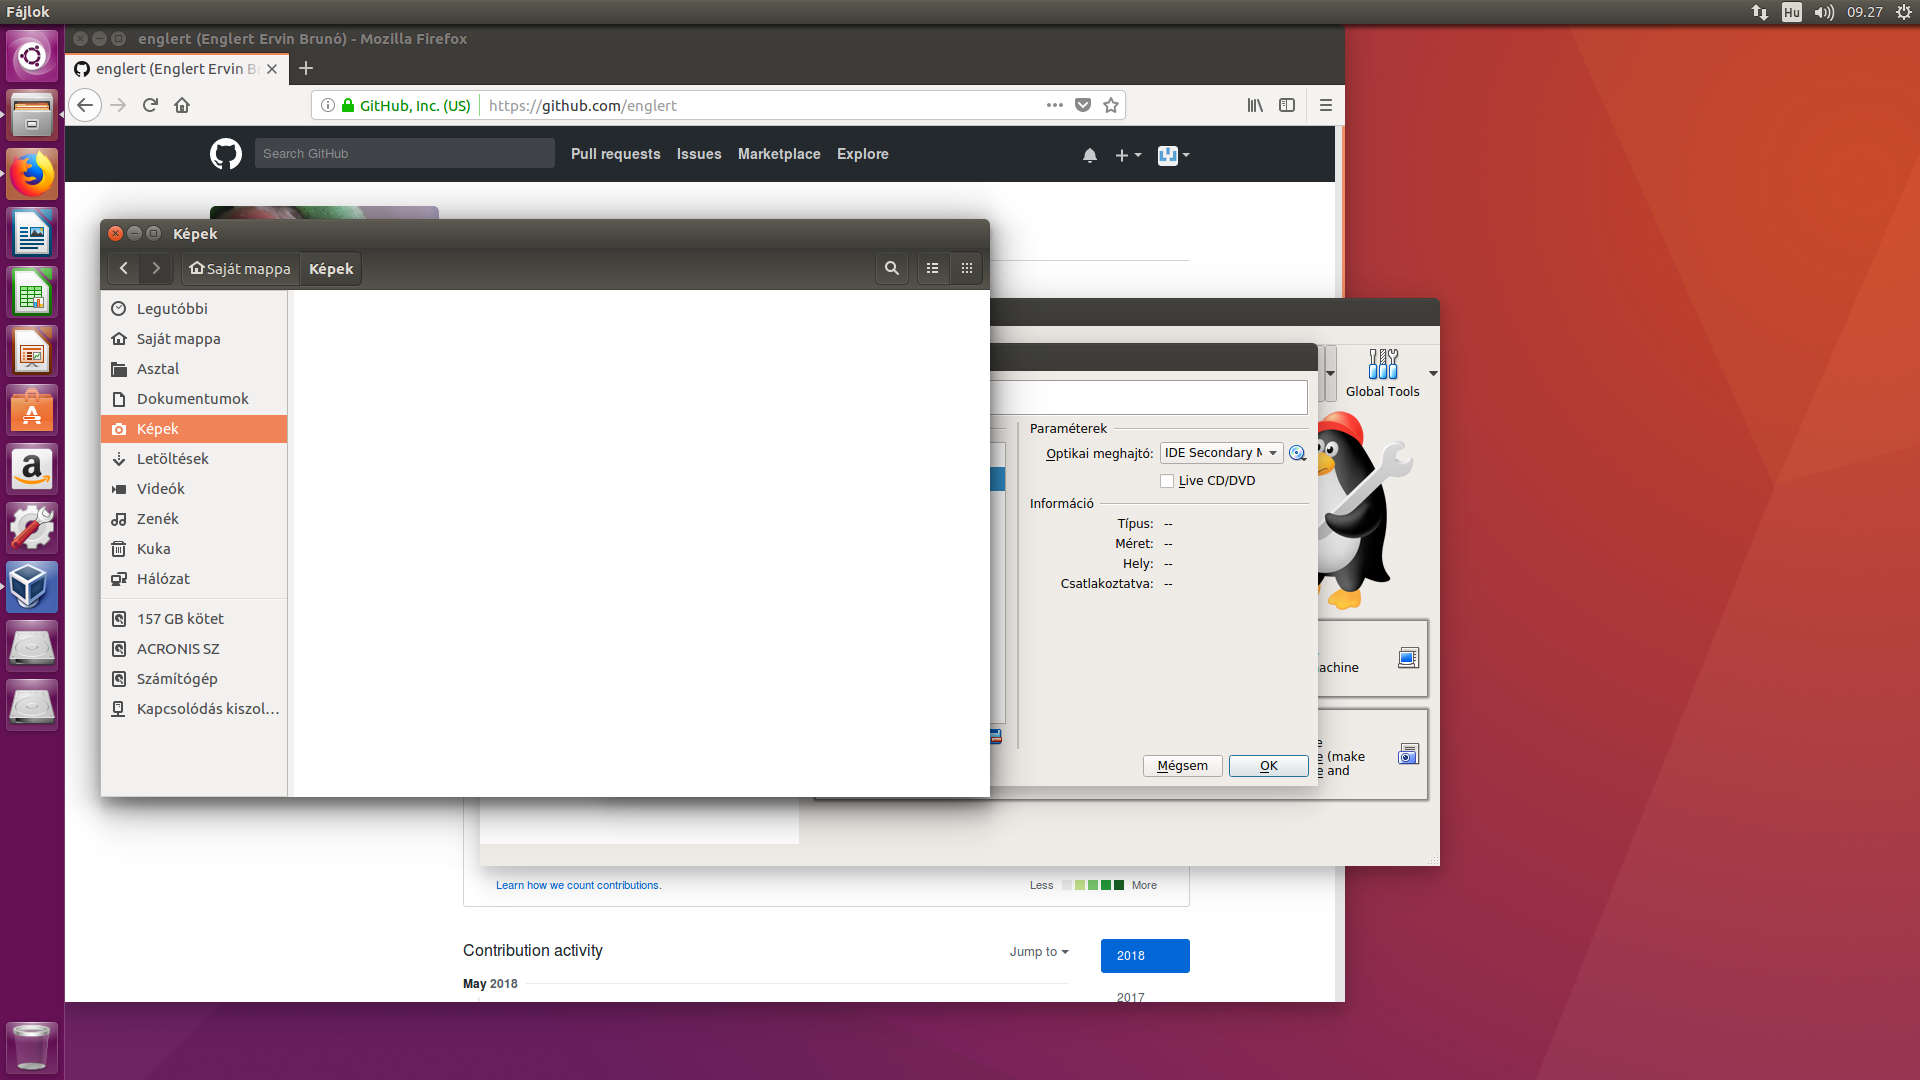 Fájlok
Hu
09.27
englert (Englert Ervin Brunó) - Mozilla Firefox
englert (Englert Ervin B
GitHub, Inc. (US)
https://github.com/englert
Search GitHub
Pull requests
Issues
Marketplace
Explore
Képek
Saját mappa
Képek
Legutóbbi
Saját mappa
Asztal
Dokumentumok
Képek
Letöltések
Videók
Zenék
Kuka
Hálózat
157 GB kötet
ACRONIS SZ
Számítógép
Kapcsolódás kiszol…
Global Tools
Paraméterek
Optikai meghajtó:
IDE Secondary M
Live CD/DVD
Információ
Típus: --
Méret: --
Hely: --
Csatlakoztatva: --
Mégsem
OK
achine
e
(make
e and
Learn how we count contributions.
Less
More
Contribution activity
Jump to
2018
May 2018
2017